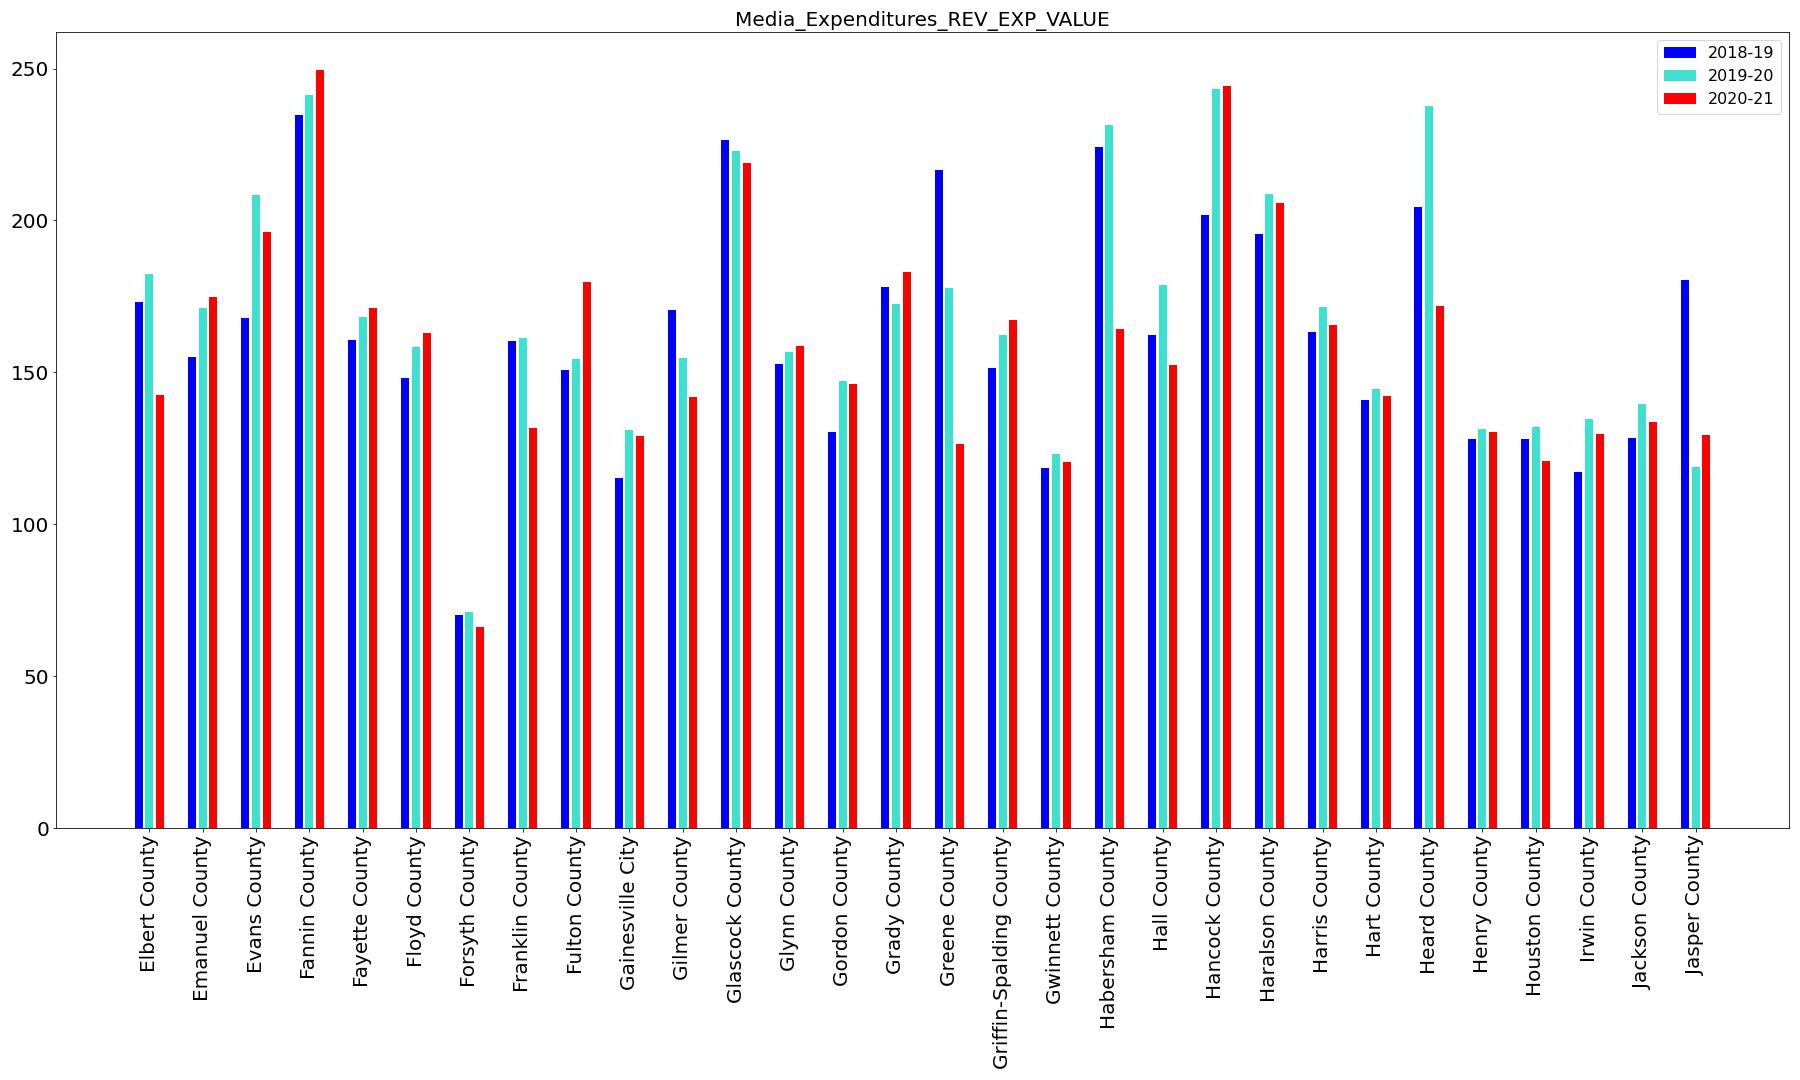 Media_Expenditures_REV_EXP_VALUE
2018-19
2019-20
2020-21
250
200
150
100
50
0
Elbert County
Emanuel County
Evans County
Fannin County
Fayette County
Floyd County
Forsyth County
Franklin County
Fulton County
Gainesville City
Gilmer County
Glascock County
Glynn County
Gordon County
Grady County
Greene County
Griffin-Spalding County
Gwinnett County
Habersham County
Hall County
Hancock County
Haralson County
Harris County
Hart County
Heard County
Henry County
Houston County
Irwin County
Jackson County
Jasper County